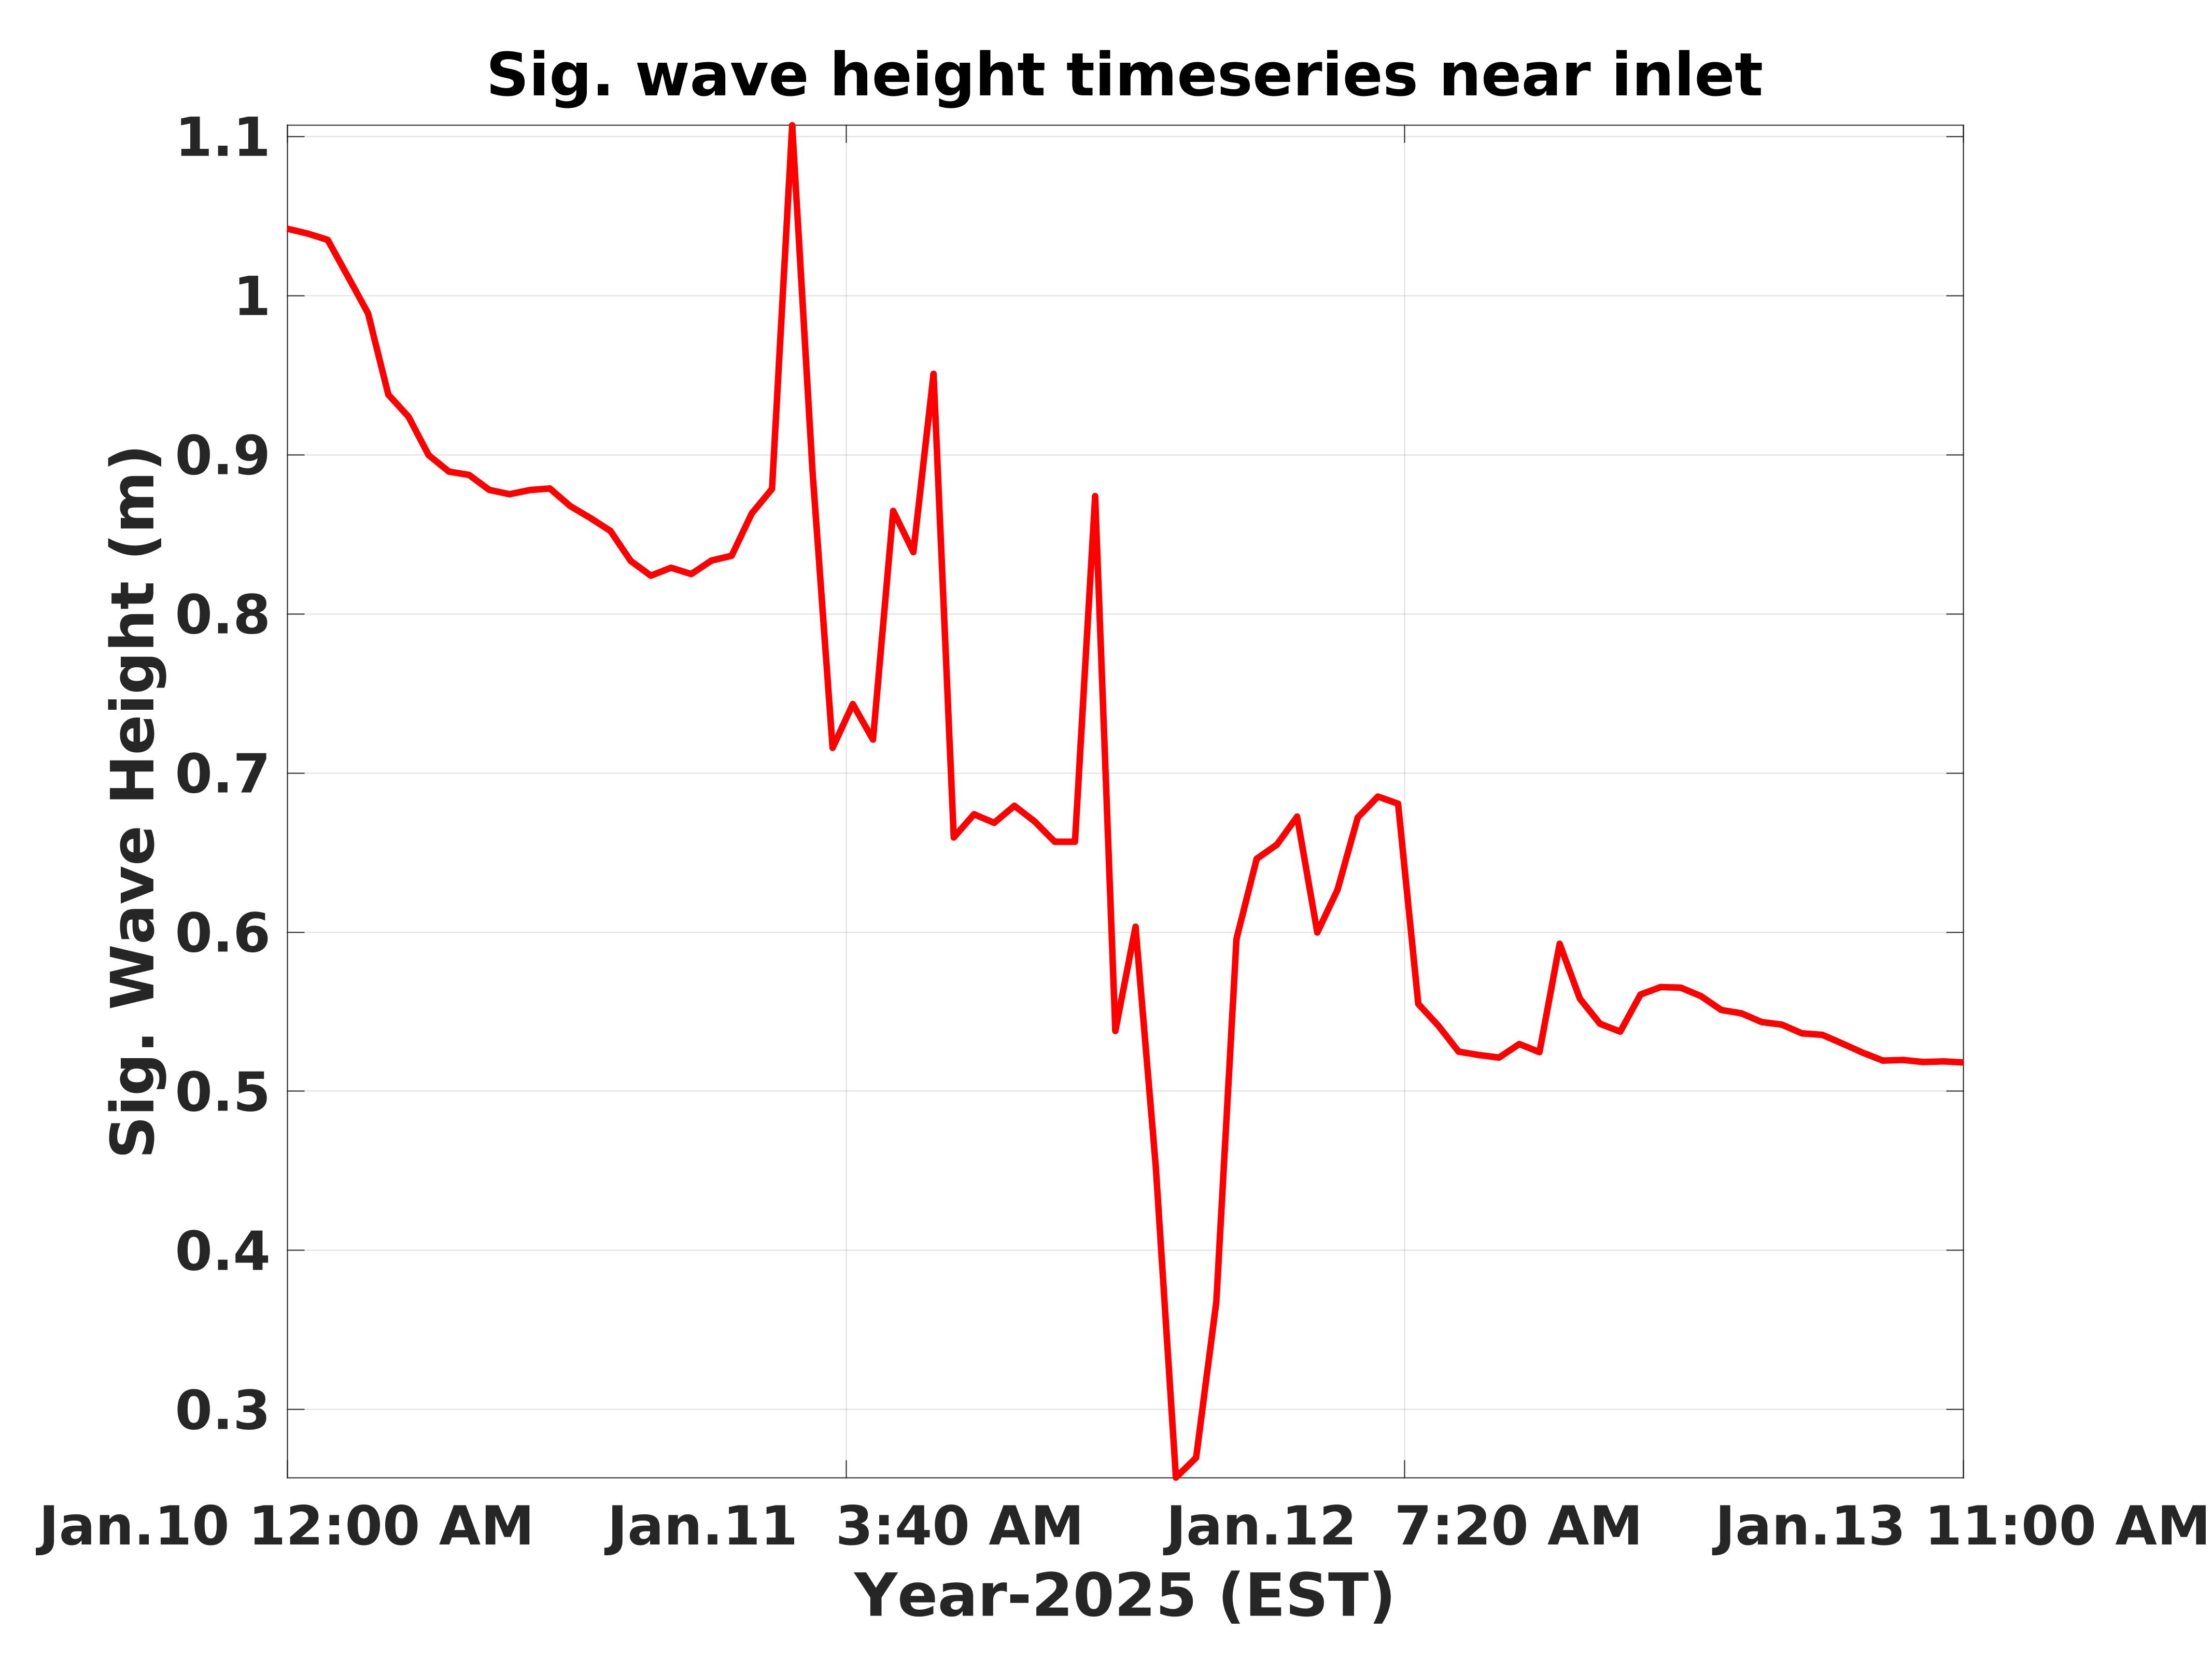 Sig. wave height timeseries near inlet
1.1
1
0.9
0.8
0.7
0.6
0.5
0.4
0.3
Sig. Wave Height (m)
Jan.10 12:00 AM Jan.11 3:40 AM Jan.12 7:20 AM Jan.13 11:00 AM
Year-2025 (EST)